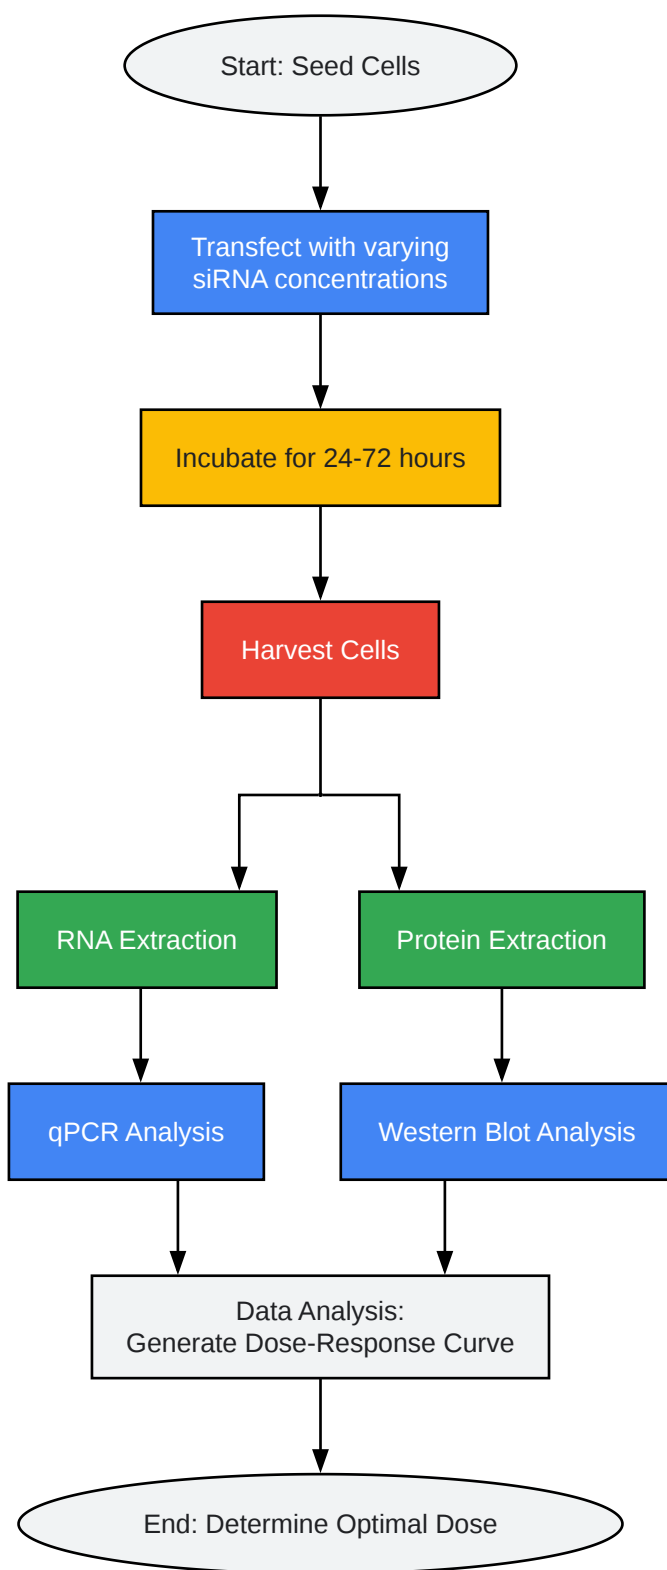 Start: Seed Cells
Transfect with varying
siRNA concentrations
Incubate for 24-72 hours
Harvest Cells
RNA Extraction
Protein Extraction
qPCR Analysis
Western Blot Analysis
Data Analysis:
Generate Dose-Response Curve
End: Determine Optimal Dose